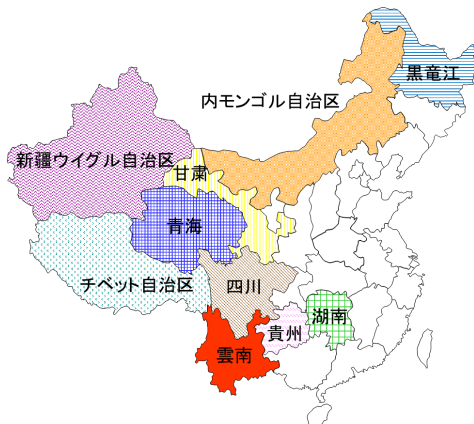 黒竜江
内モンゴル自治区
新疆ウイグル自治区
甘粛
青海
チベット自治区
四川
湖南
貴州
雲南